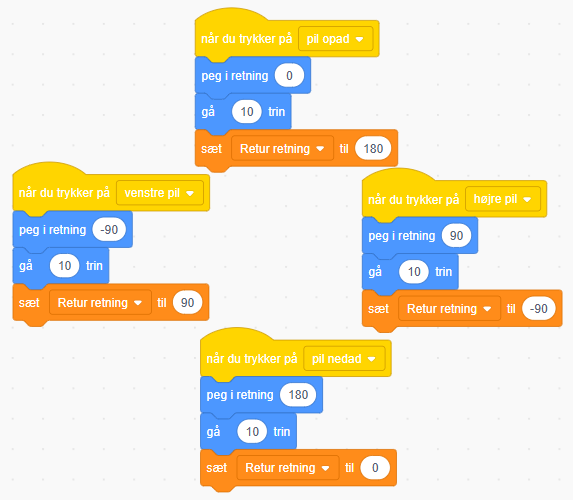 når du trykker på pil opad
peg i retning 0
gå 10 trin
sæt Retur retning til 180
når du trykker på venstre pil
peg i retning -90
gå 10 trin
sæt Retur retning til 90
når du trykker på højre pil
peg i retning 90
gå 10 trin
sæt Retur retning til -90
når du trykker på pil nedad
peg i retning 180
gå 10 trin
sæt Retur retning til 0